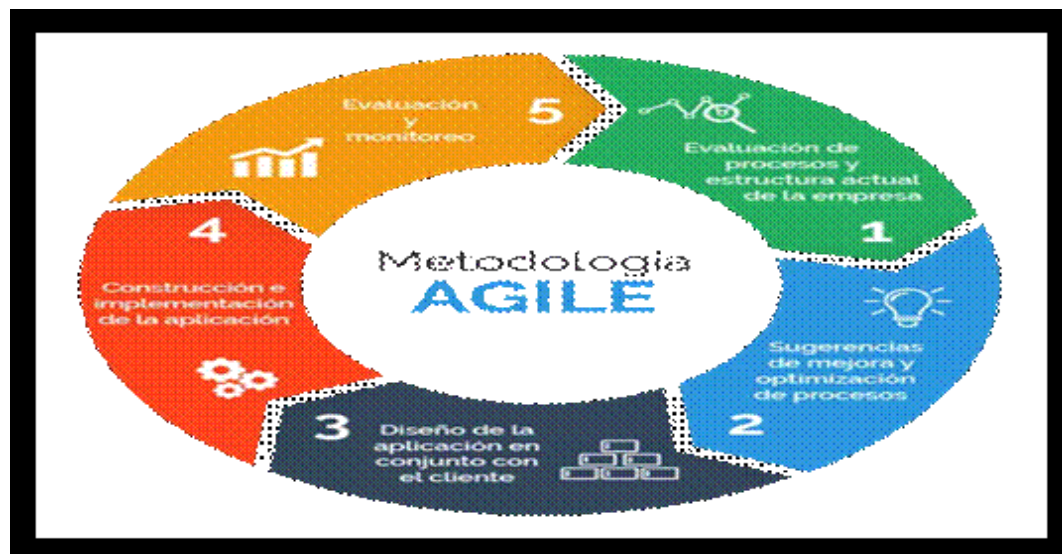 Metodología
AGILE
Evaluación de
procesos y
estructura actual
de la empresa
1
Sugerencias
de mejora y
optimización
de procesos
2
3
Diseño de la
aplicación en
conjunto con
el cliente
4
Construcción e
implementación
de la aplicación
5
Evaluación
y
monitoreo